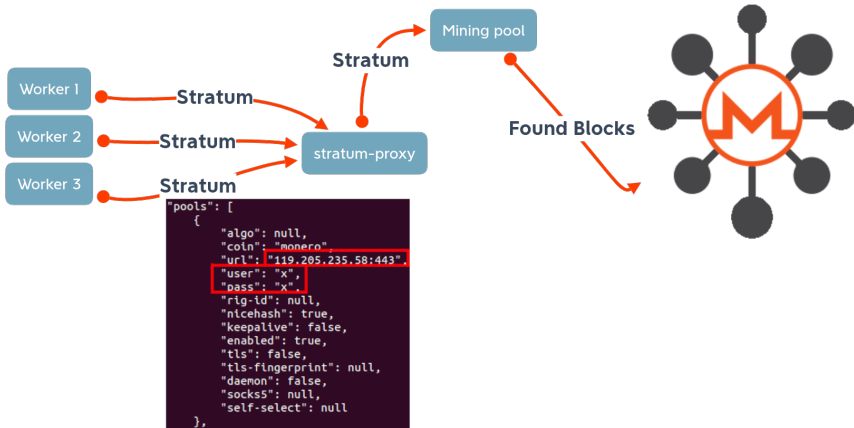 Mining pool
Stratum
Worker 1
Stratum
Worker 2
Stratum
stratum-proxy
Found Blocks
Worker 3
Stratum
"pools": [
{
"algo": null,
"coin": "monero",
"url": "119.205.235.58:443",
"user": "x",
"pass": "x",
"rig-id": null,
"nicehash": true,
"keepalive": false,
"enabled": true,
"tls": false,
"tls-fingerprint": null,
"daemon": false,
"socks5": null,
"self-select": null
},